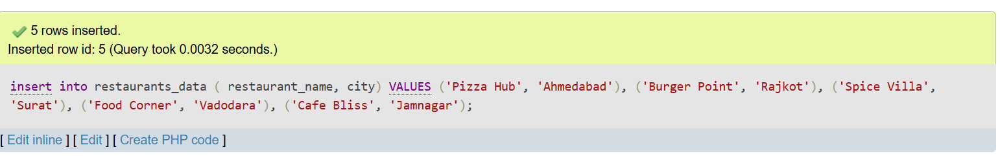 5 rows inserted.
Inserted row id: 5 (Query took 0.0032 seconds.)
insert into restaurants_data ( restaurant_name, city) VALUES ('Pizza Hub', 'Ahmedabad'), ('Burger Point', 'Rajkot'), ('Spice Villa',
'Surat'), ('Food Corner', 'Vadodara'), ('Cafe Bliss', 'Jamnagar');
[ Edit inline ] [ Edit ] [ Create PHP code ]